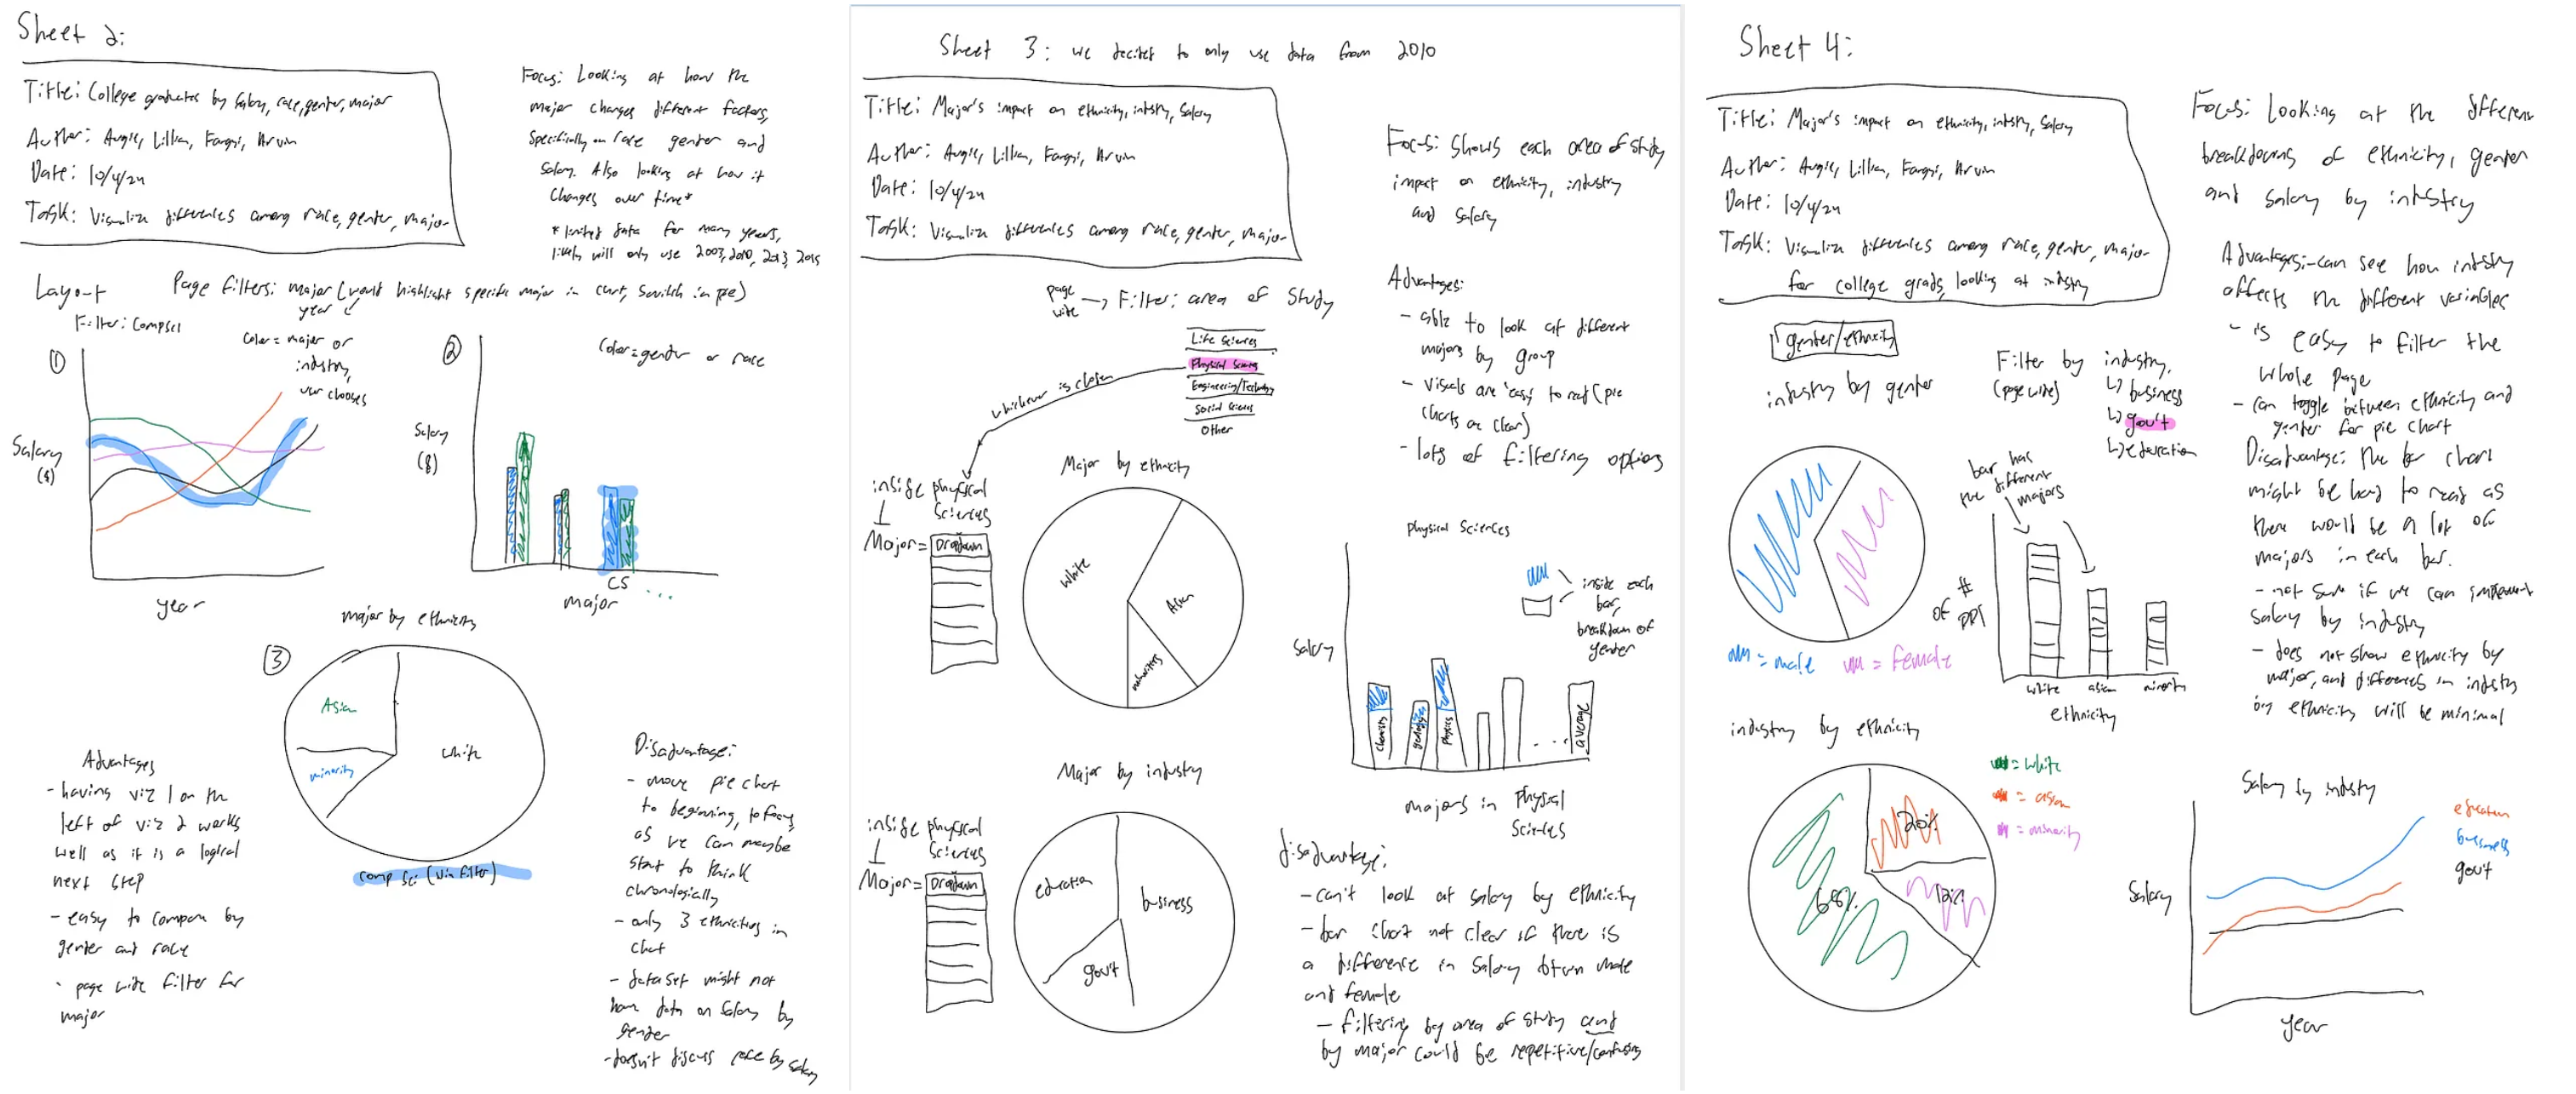 Sheet 2:
Title: College graduates by salary, race, gender, major
Author: Augie, Lillian, Fangyi, Arvin
Date: 10/4/24
Task: Visualize differences among race, gender, major
Focus: Looking at how the
major changes different factors,
specifically on race gender and
salary. Also looking at how it
changes over time*
*limited data for many years,
likely will only use 2003, 2010, 2013, 2015
Layout
Page filters: major (would highlight specific major in chart, switch in pie)
year
Filter: Compsci
Color = major or
industry,
user chooses
①
Salary
($)
year
②
Color = gender or race
Salary
($)
CS
...
major
major by ethnicity
③
Asian
white
minority
comp sci (via filter)
Advantages
- having viz 1 on the
left of viz 2 works
well as it is a logical
next step
- easy to compare by
gender and race
- page wide filter for
major
Disadvantage:
- move pie chart
to beginning, to focus
as we can maybe
start to think
chronologically
- only 3 ethnicities in
chart
- dataset might not
have data on salary by
gender
- doesn't discuss race by salary
Sheet 3: we decided to only use data from 2010
Title: Major's impact on ethnicity, industry, salary
Author: Augie, Lillian, Fangyi, Arvin
Date: 10/4/24
Task: Visualize differences among race, gender, major
Focus: Shows each area of study
impact on ethnicity, industry
and salary
page
wide → Filter: area of study
Life Sciences
Physical Sciences
Engineering/Technology
Social Sciences
Other
whichever is chosen
Advantages:
- able to look at different
majors by group
- visuals are easy to read (pie
charts are clear)
- lots of filtering options
inside physical
sciences
Major = Dropdown
Major by ethnicity
white
Asian
minorities
Physical Sciences
inside each
bar,
breakdown of
gender
Salary
chemistry
geology
Physics
...
average
majors in Physical
Sciences
Major by industry
inside physical
sciences
Major = Dropdown
education
business
gov't
disadvantage:
- can't look at salary by ethnicity
- bar chart not clear if there is
a difference in salary btwn male
and female
- filtering by area of study and
by major could be repetitive/confusing
Sheet 4:
Title: Major's impact on ethnicity, industry, salary
Author: Augie, Lillian, Fangyi, Arvin
Date: 10/4/24
Task: Visualize differences among race, gender, major
for college grads, looking at industry
Focus: Looking at the different
breakdowns of ethnicity, gender
and salary by industry
gender/ethnicity
industry by gender
Filter by industry,
(page wide)
↳ business
↳ gov't
↳ education
= male
= female
bar has
the different
majors
#
of ppl
white
asian
minority
ethnicity
Advantages: - can see how industry
affects the different variables
- is easy to filter the
whole page
- can toggle between ethnicity and
gender for pie chart
Disadvantage: the bar chart
might be hard to read as
there would be a lot of
majors in each bar.
- not sure if we can implement
salary by industry
- does not show ethnicity by
major, and differences in industry
by ethnicity will be minimal
industry by ethnicity
= white
= asian
= minority
20%
68%
12%
Salary by industry
education
business
gov't
Salary
year